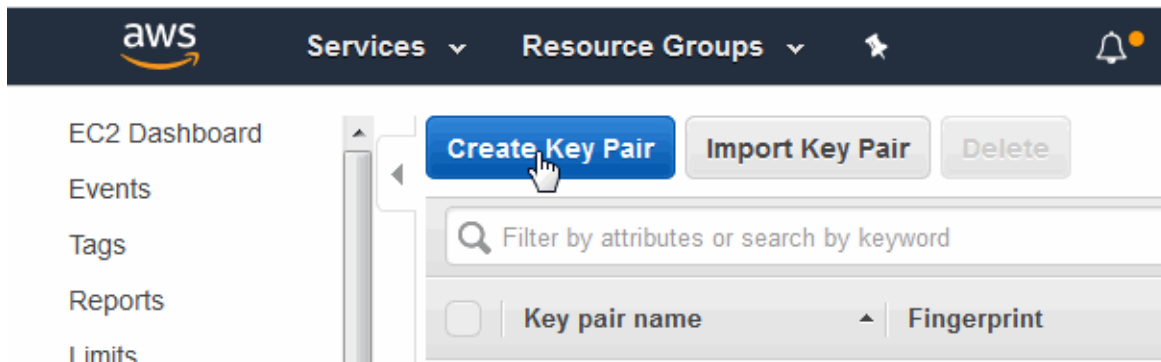 aws Services Resource Groups
EC2 Dashboard
Events
Tags
Reports
Limits
Create Key Pair Import Key Pair Delete
Filter by attributes or search by keyword
Key pair name Fingerprint